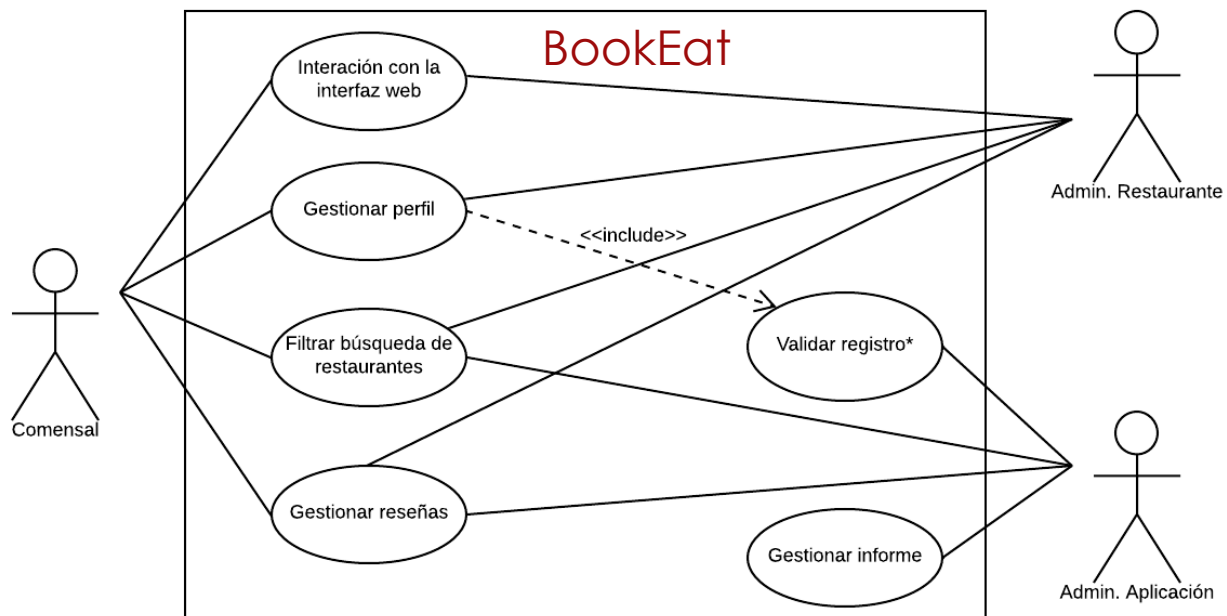 BookEat
Interación con la
interfaz web
Admin. Restaurante
Gestionar perfil
<<include>>
Filtrar búsqueda de
restaurantes
Validar registro*
Comensal
Gestionar reseñas
Gestionar informe
Admin. Aplicación